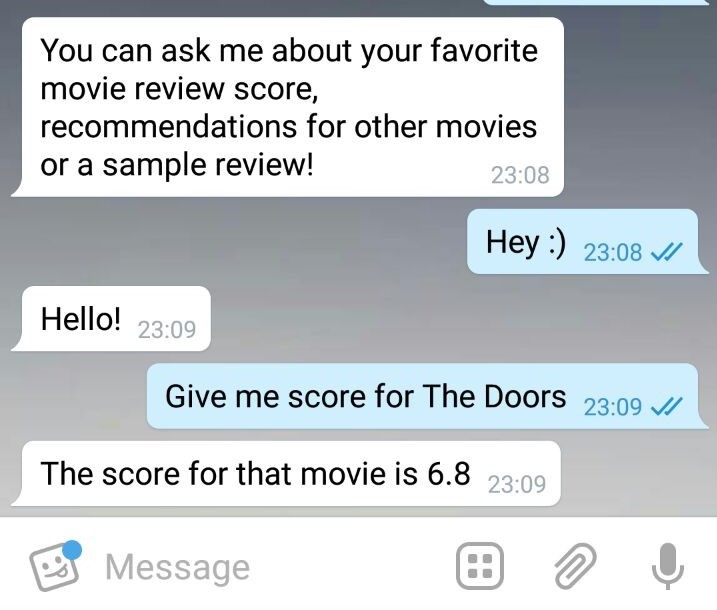 You can ask me about your favorite
movie review score,
recommendations for other movies
or a sample review!
23:08
Hey :) 23:08
Hello! 23:09
Give me score for The Doors 23:09
The score for that movie is 6.8 23:09
Message